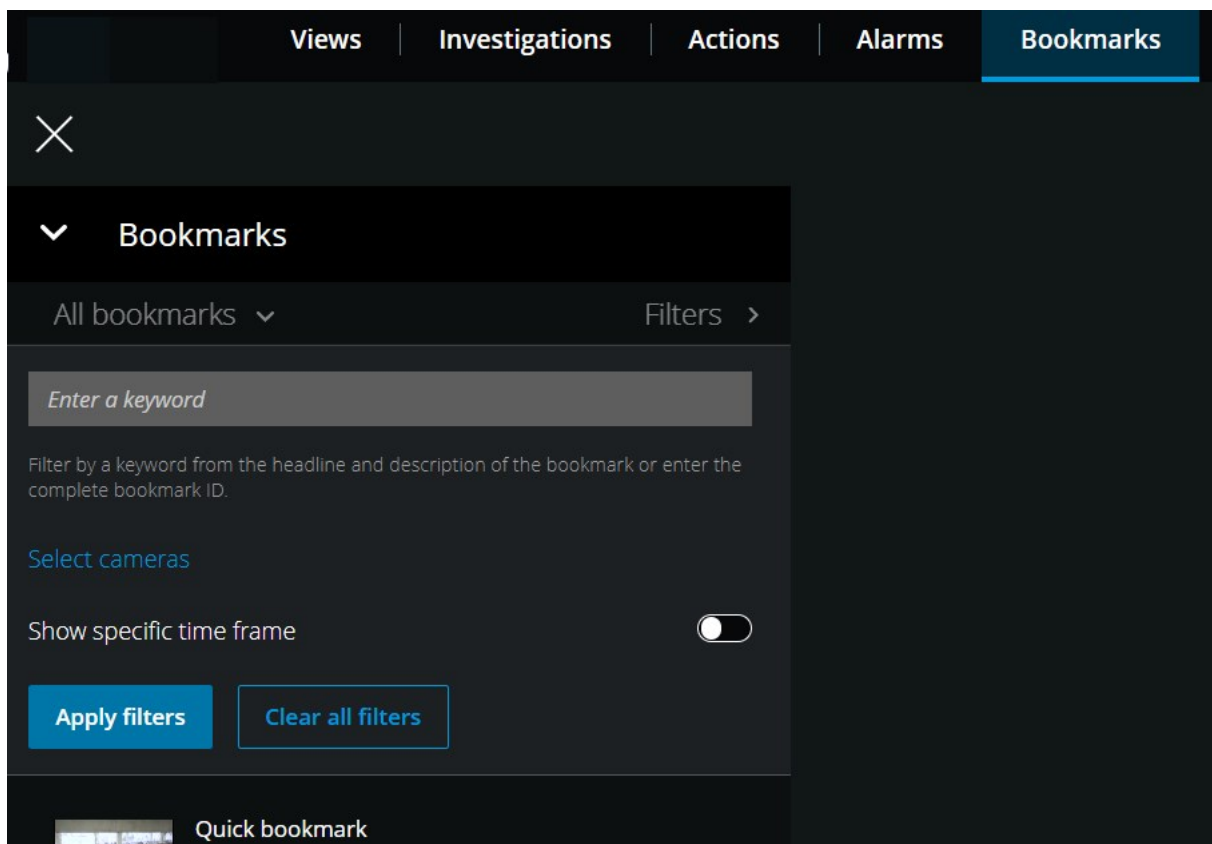 Views Investigations Actions Alarms Bookmarks
Bookmarks
All bookmarks Filters
Enter a keyword
Filter by a keyword from the headline and description of the bookmark or enter the
complete bookmark ID.
Select cameras
Show specific time frame
Apply filters Clear all filters
Quick bookmark